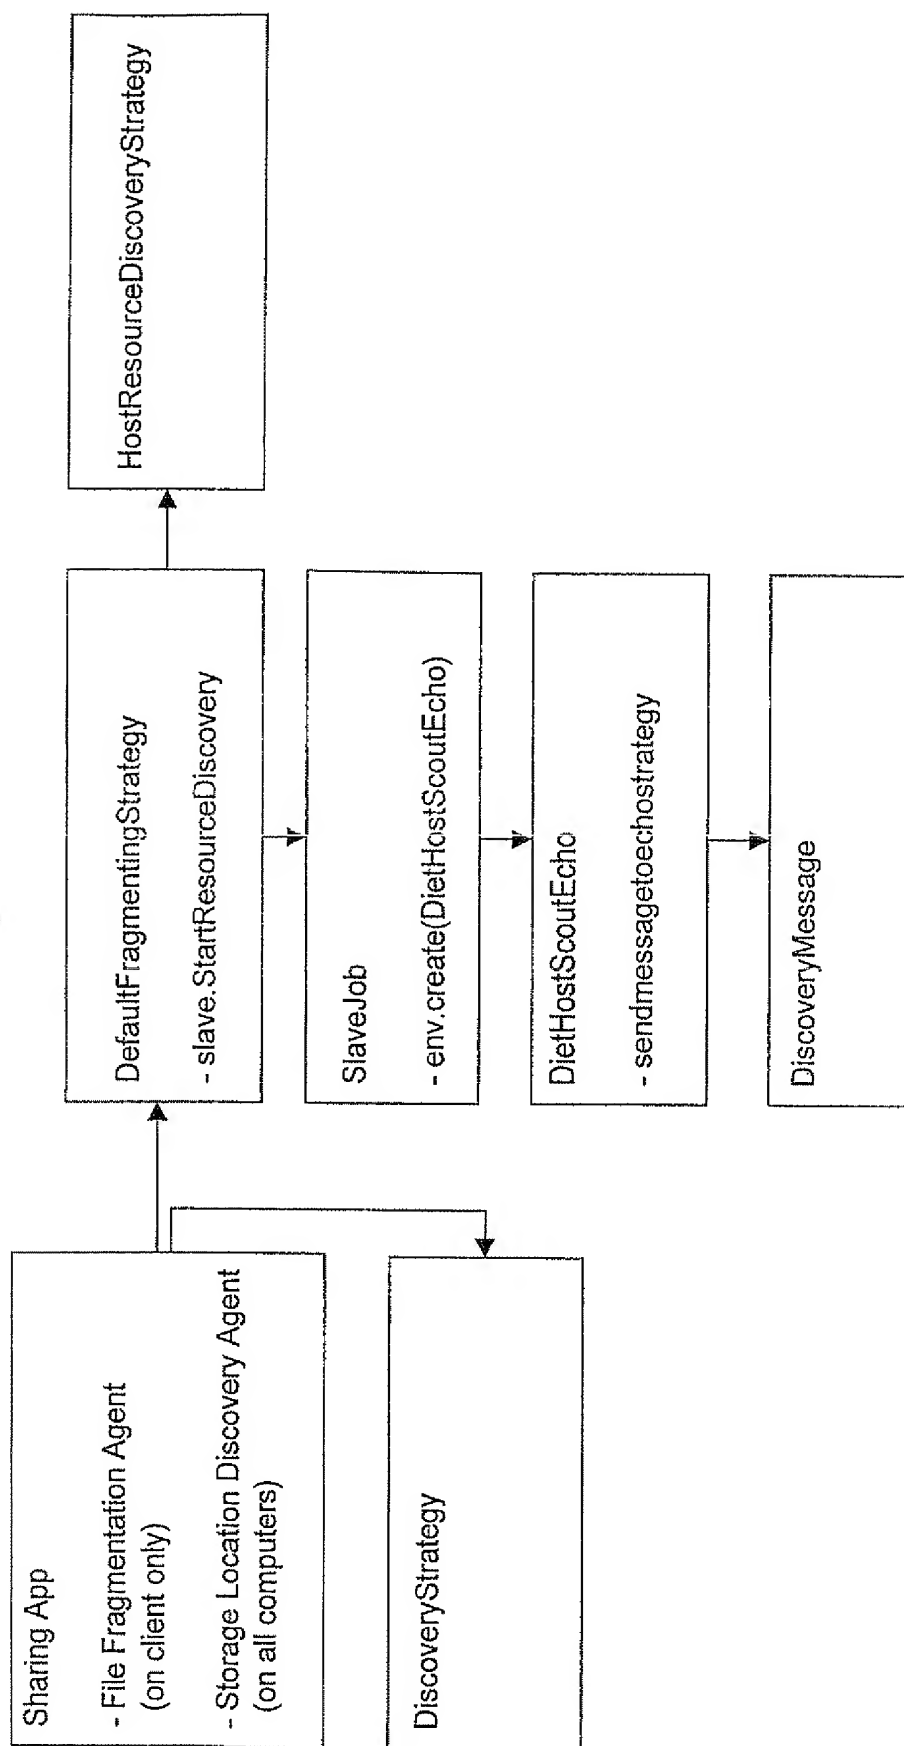 Sharing App
- File Fragmentation Agent
(on client only)
- Storage Location Discovery Agent
(on all computers)
DiscoveryStrategy
DefaultFragmentingStrategy
- slave.StartResourceDiscovery
SlaveJob
- env.create(DietHostScoutEcho)
DietHostScoutEcho
- sendmessagetoechostrategy
DiscoveryMessage
HostResourceDiscoveryStrategy